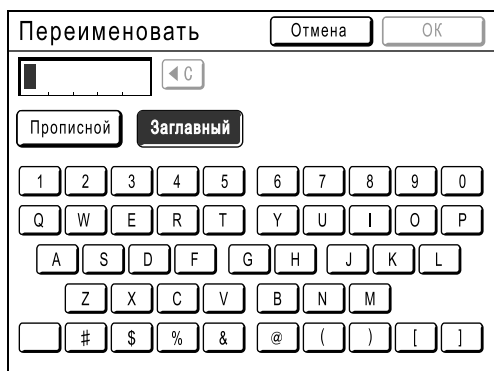 Переименовать Отмена OK
C
Прописной Заглавный
1 2 3 4 5 6 7 8 9 0
Q W E R T Y U I O P
A S D F G H J K L
Z X C V B N M
# $ % & @ ( ) [ ]